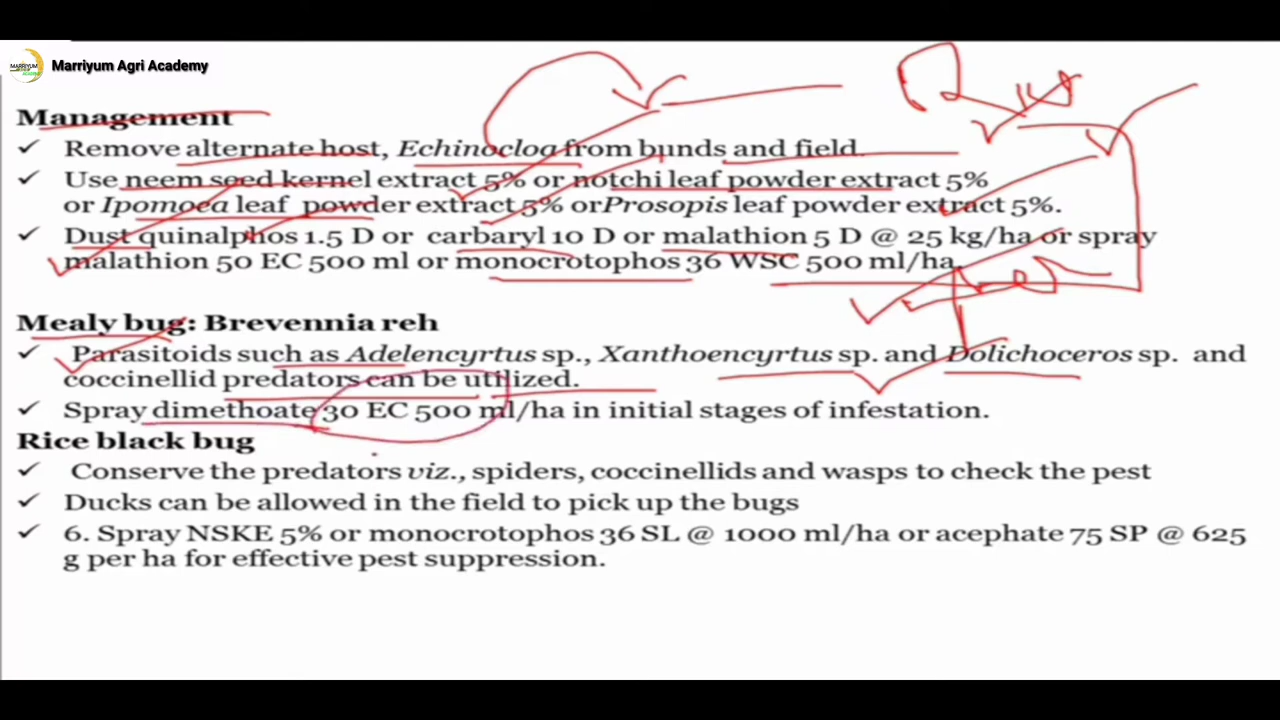 Marriyum Agri Academy
Management
✓ Remove alternate host, Echinocloa from bunds and field.
✓ Use neem seed kernel extract 5% or notchi leaf powder extract 5%
or Ipomoea leaf powder extract 5% orProsopis leaf powder extract 5%.
✓ Dust quinalphos 1.5 D or carbaryl 10 D or malathion 5 D @ 25 kg/ha or spray
malathion 50 EC 500 ml or monocrotophos 36 WSC 500 ml/ha.
Mealy bug: Brevennia reh
✓ Parasitoids such as Adelencyrtus sp., Xanthoencyrtus sp. and Dolichoceros sp. and
coccinellid predators can be utilized.
✓ Spray dimethoate 30 EC 500 ml/ha in initial stages of infestation.
Rice black bug
✓ Conserve the predators viz., spiders, coccinellids and wasps to check the pest
✓ Ducks can be allowed in the field to pick up the bugs
✓ 6. Spray NSKE 5% or monocrotophos 36 SL @ 1000 ml/ha or acephate 75 SP @ 625
g per ha for effective pest suppression.